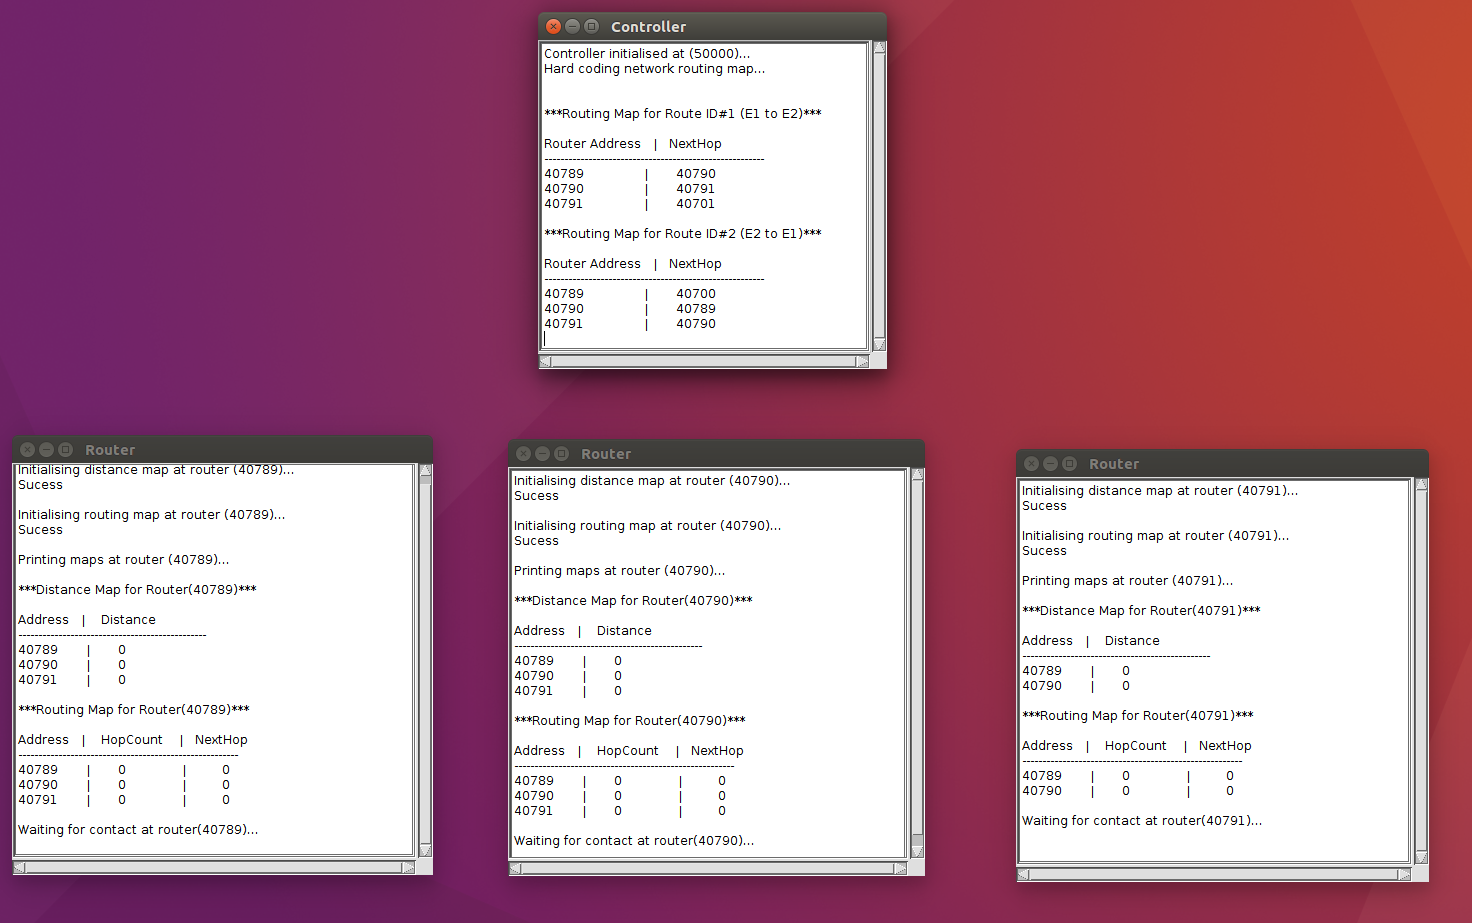 Controller
Controller initialised at (50000)...
Hard coding network routing map...
***Routing Map for Route ID#1 (E1 to E2)***
Router Address | NextHop
-------------------------------------------------------
40789 | 40790
40790 | 40791
40791 | 40701
***Routing Map for Route ID#2 (E2 to E1)***
Router Address | NextHop
-------------------------------------------------------
40789 | 40700
40790 | 40789
40791 | 40790
Router
Initialising distance map at router (40789)...
Sucess
Initialising routing map at router (40789)...
Sucess
Printing maps at router (40789)...
***Distance Map for Router(40789)***
Address | Distance
-----------------------------------------------
40789 | 0
40790 | 0
40791 | 0
***Routing Map for Router(40789)***
Address | HopCount | NextHop
-------------------------------------------------------
40789 | 0 | 0
40790 | 0 | 0
40791 | 0 | 0
Waiting for contact at router(40789)...
Router
Initialising distance map at router (40790)...
Sucess
Initialising routing map at router (40790)...
Sucess
Printing maps at router (40790)...
***Distance Map for Router(40790)***
Address | Distance
-----------------------------------------------
40789 | 0
40790 | 0
40791 | 0
***Routing Map for Router(40790)***
Address | HopCount | NextHop
-------------------------------------------------------
40789 | 0 | 0
40790 | 0 | 0
40791 | 0 | 0
Waiting for contact at router(40790)...
Router
Initialising distance map at router (40791)...
Sucess
Initialising routing map at router (40791)...
Sucess
Printing maps at router (40791)...
***Distance Map for Router(40791)***
Address | Distance
-----------------------------------------------
40789 | 0
40790 | 0
***Routing Map for Router(40791)***
Address | HopCount | NextHop
-------------------------------------------------------
40789 | 0 | 0
40790 | 0 | 0
Waiting for contact at router(40791)...